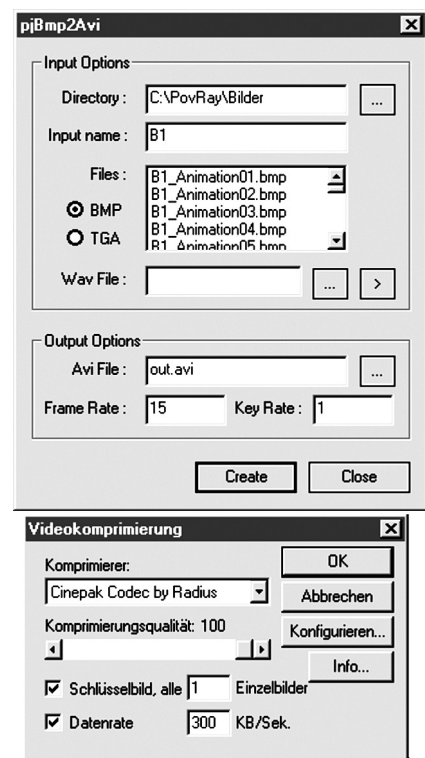 pjBmp2Avi
Input Options
Directory : C:\PovRay\Bilder ...
Input name : B1
Files : B1_Animation01.bmp
B1_Animation02.bmp
BMP B1_Animation03.bmp
B1_Animation04.bmp
TGA B1_Animation05.bmp
Wav File : ... >
Output Options
Avi File : out.avi ...
Frame Rate : 15 Key Rate : 1
Create Close
Videokomprimierung
Komprimierer: OK
Cinepak Codec by Radius Abbrechen
Komprimierungsqualität: 100 Konfigurieren...
Info...
Schlüsselbild, alle 1 Einzelbilder
Datenrate 300 KB/Sek.